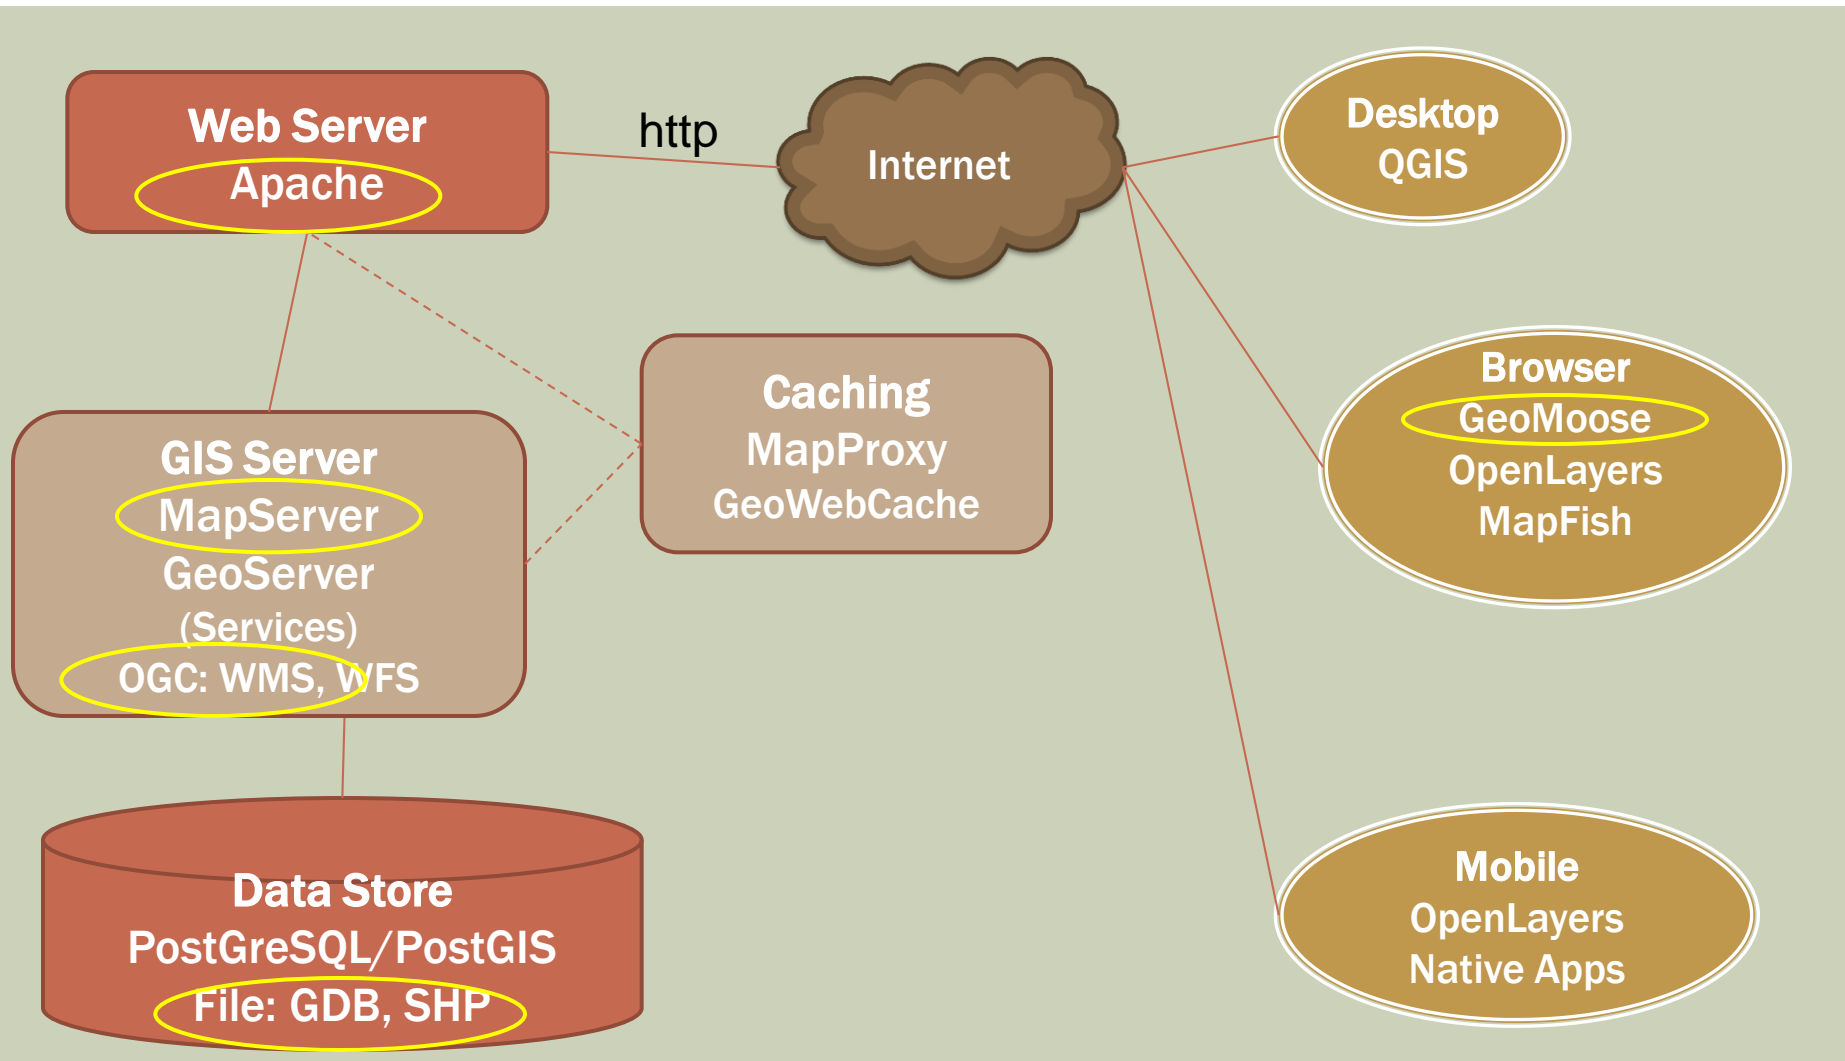 Web Server
Apache
http
Internet
Desktop
QGIS
Caching
MapProxy
GeoWebCache
Browser
GeoMoose
OpenLayers
MapFish
GIS Server
MapServer
GeoServer
(Services)
OGC: WMS, WFS
Data Store
PostGreSQL/PostGIS
File: GDB, SHP
Mobile
OpenLayers
Native Apps